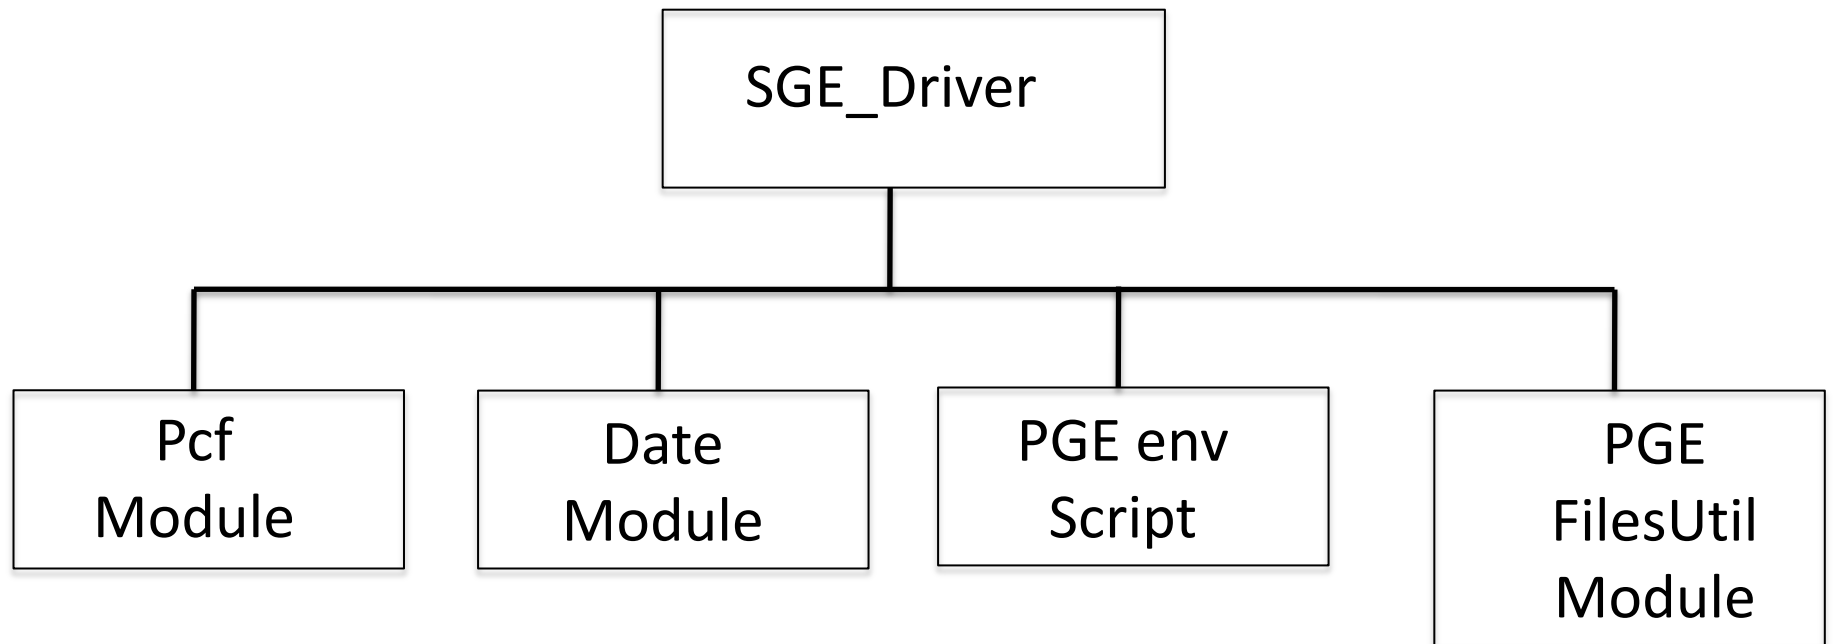 SGE_Driver
Pcf
Module
Date
Module
PGE env
Script
PGE
FilesUtil
Module